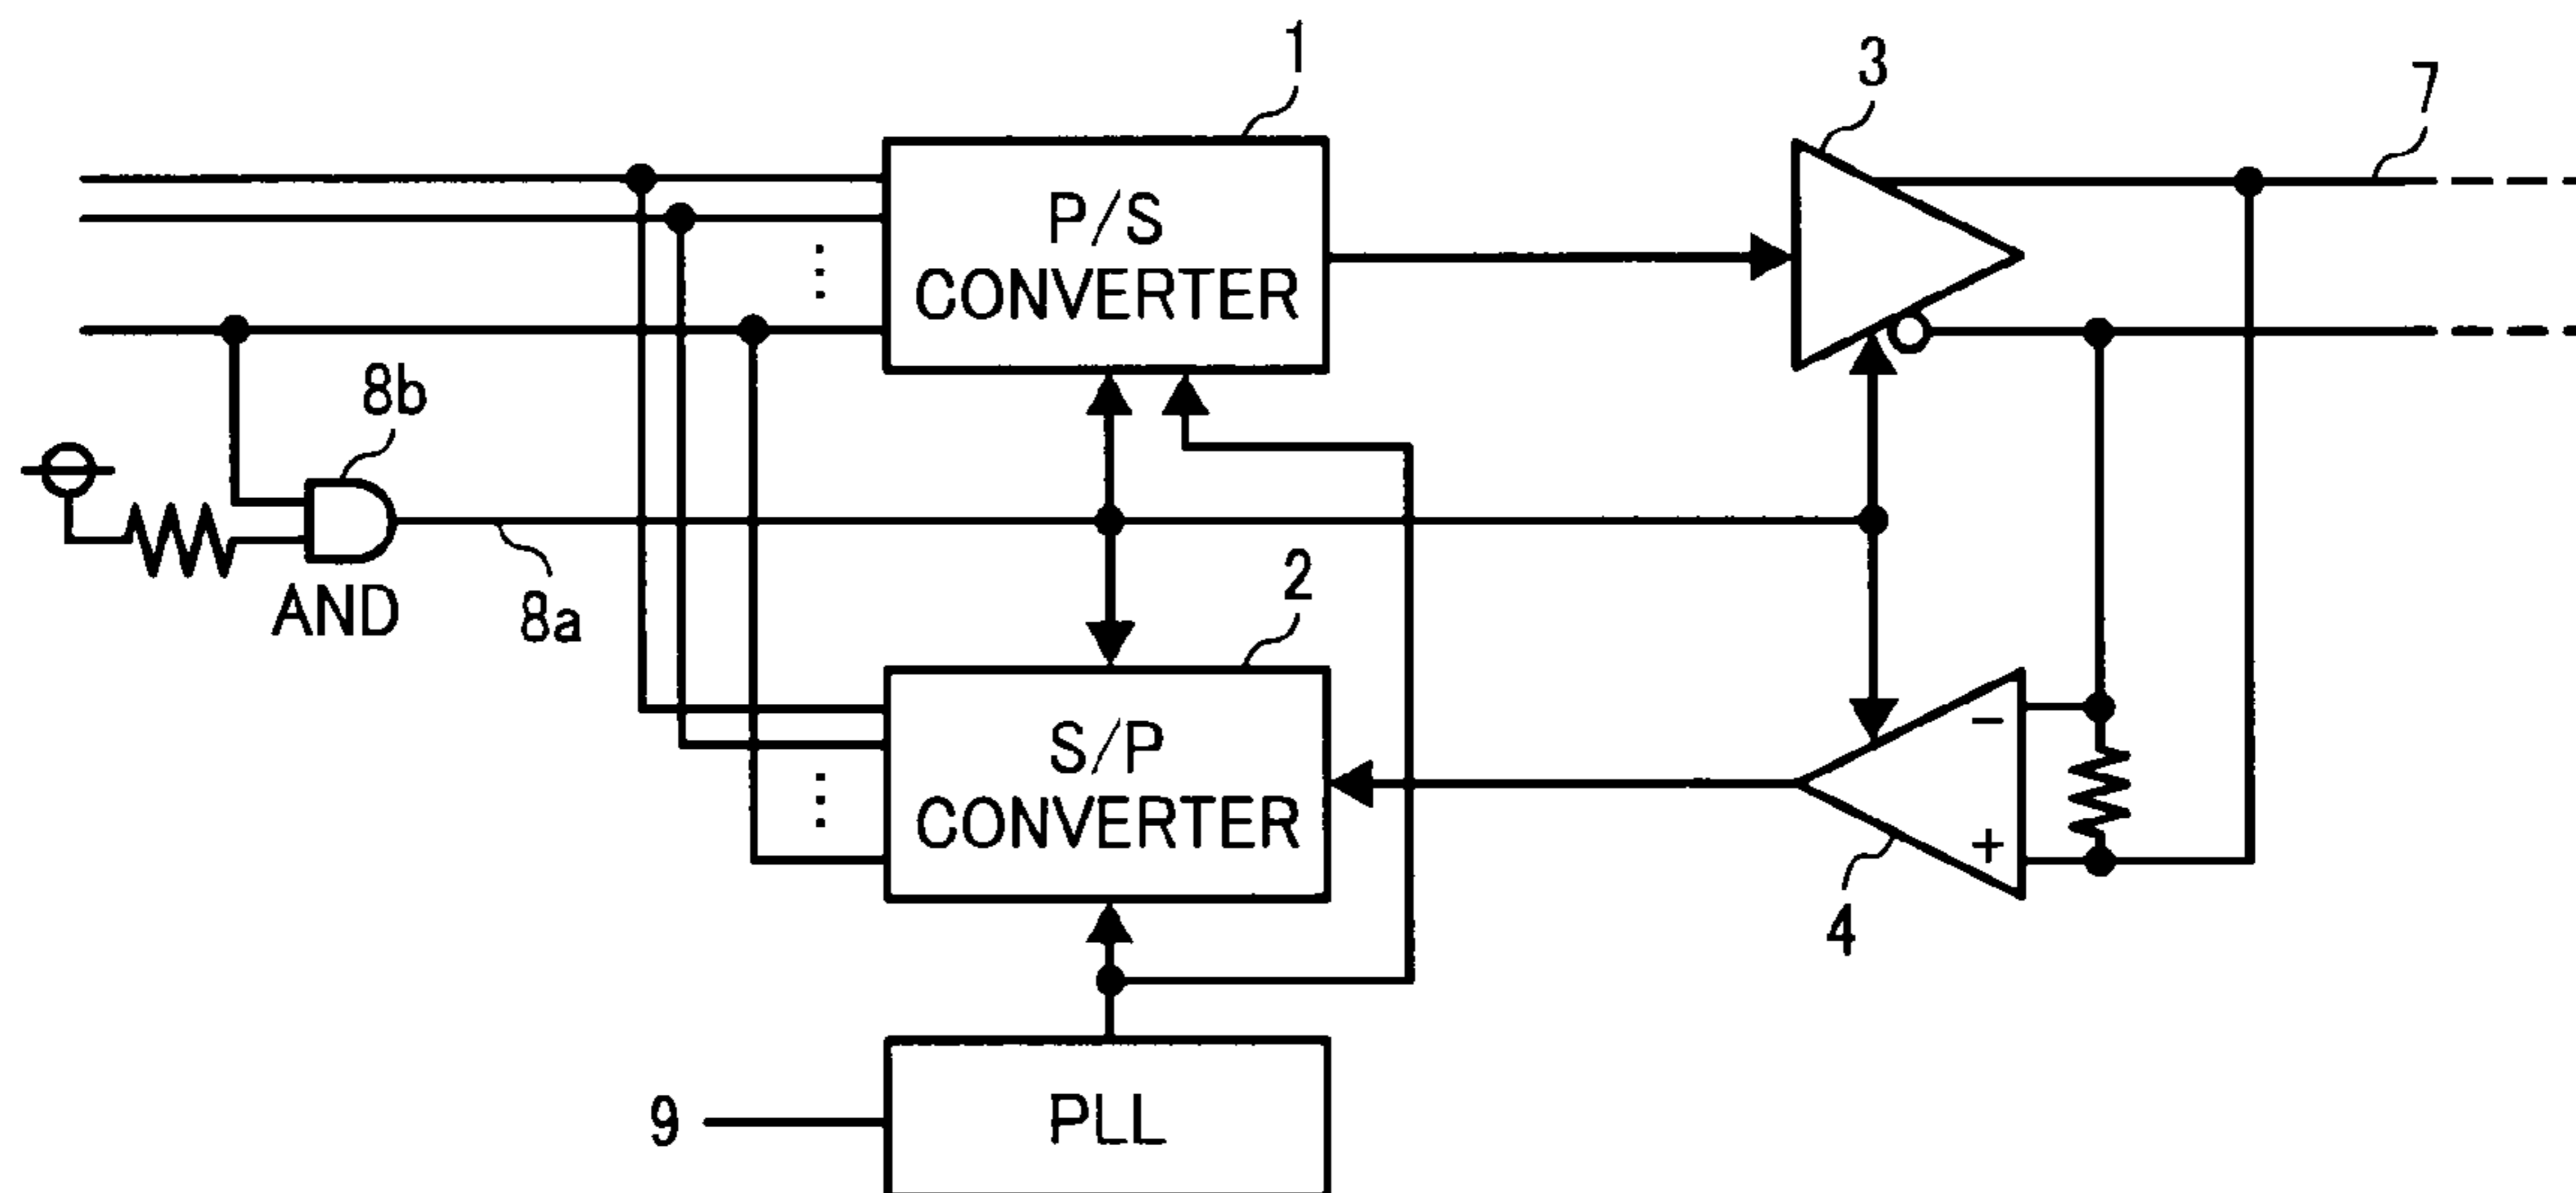 1
3
7
P/S
CONVERTER
8b
AND
8a
2
S/P
CONVERTER
−
+
4
9
PLL